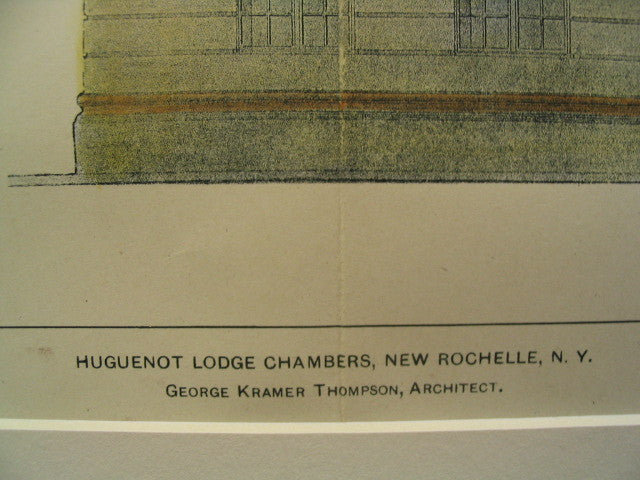 HUGUENOT LODGE CHAMBERS, NEW ROCHELLE, N. Y.
GEORGE KRAMER THOMPSON, ARCHITECT.